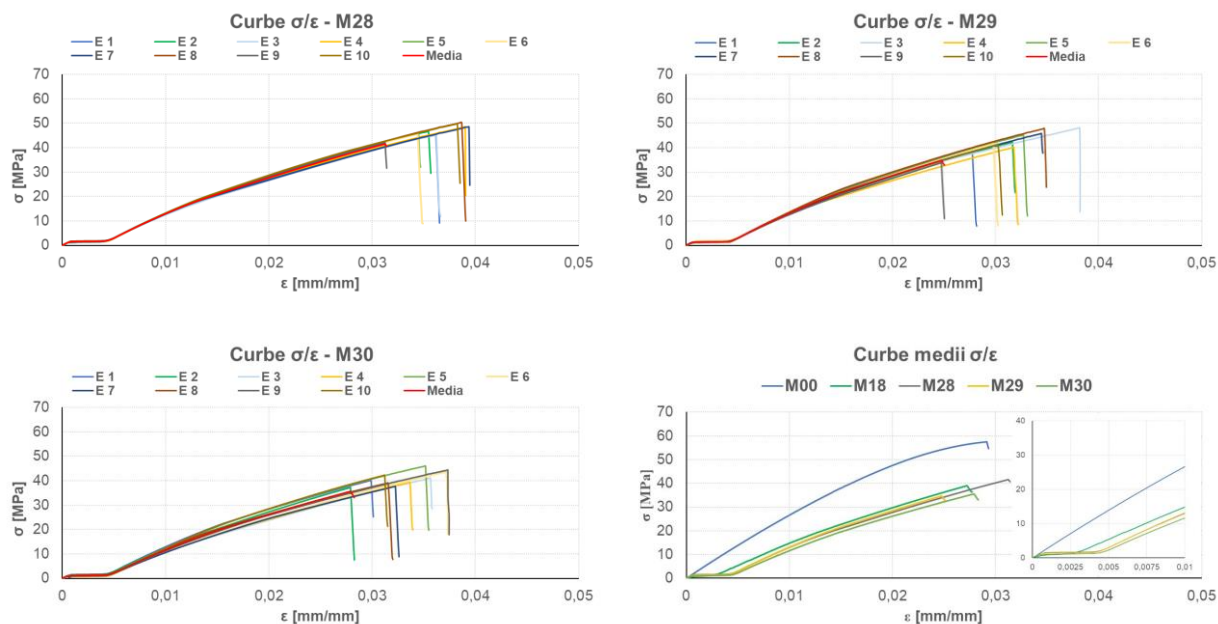 Curbe σ/ε - M28
E 1 E 2 E 3 E 4 E 5 E 6
E 7 E 8 E 9 E 10 Media
70
60
50
40
30
20
10
0
σ [MPa]
0 0,01 0,02 0,03 0,04 0,05
ε [mm/mm]
Curbe σ/ε - M29
E 1 E 2 E 3 E 4 E 5 E 6
E 7 E 8 E 9 E 10 Media
70
60
50
40
30
20
10
0
σ [MPa]
0 0,01 0,02 0,03 0,04 0,05
ε [mm/mm]
Curbe σ/ε - M30
E 1 E 2 E 3 E 4 E 5 E 6
E 7 E 8 E 9 E 10 Media
70
60
50
40
30
20
10
0
σ [MPa]
0 0,01 0,02 0,03 0,04 0,05
ε [mm/mm]
Curbe medii σ/ε
M00 M18 M28 M29 M30
70
60
50
40
30
20
10
0
σ [MPa]
0 0,01 0,02 0,03 0,04 0,05
ε [mm/mm]
40
30
20
10
0
0 0,0025 0,005 0,0075 0,01